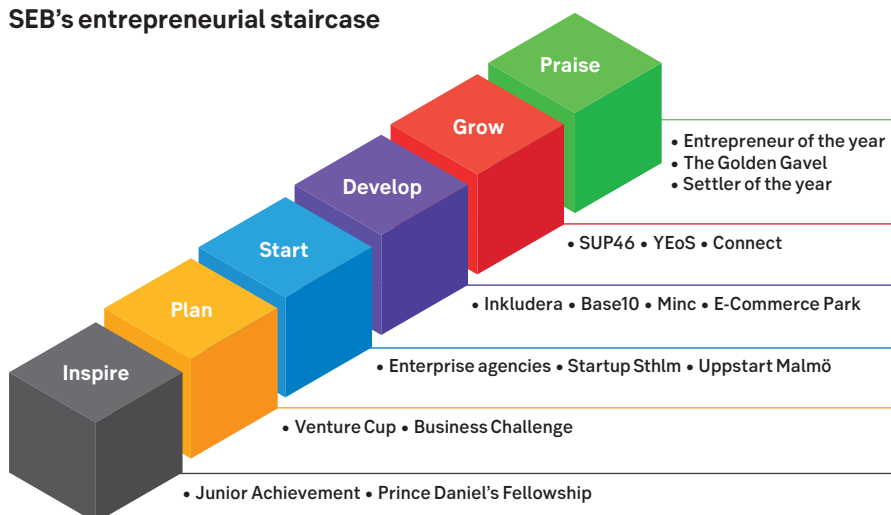 SEB's entrepreneurial staircase
Praise
• Entrepreneur of the year
• The Golden Gavel
• Settler of the year
Grow
• SUP46 • YEoS • Connect
Develop
• Inkludera • Base10 • Minc • E-Commerce Park
Start
• Enterprise agencies • Startup Sthlm • Uppstart Malmö
Plan
• Venture Cup • Business Challenge
Inspire
• Junior Achievement • Prince Daniel's Fellowship